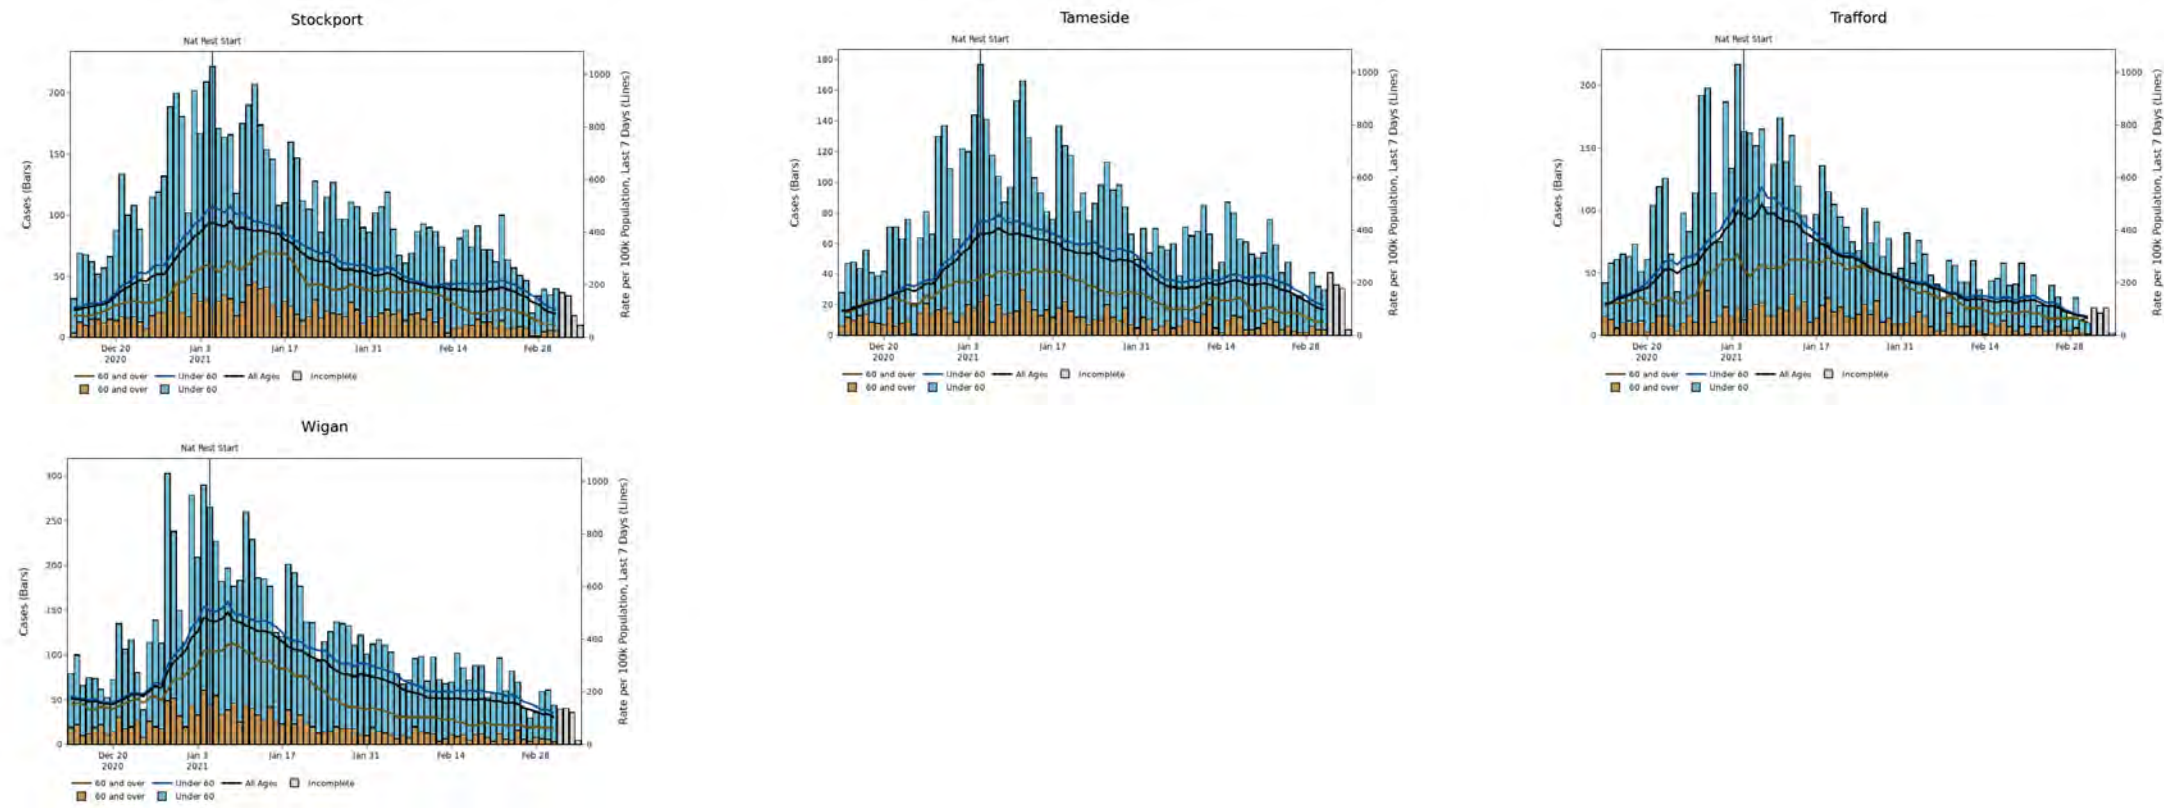 Stockport
Nat Rest Start
Cases (Bars)
200
150
100
50
0
1000
800
600
400
200
0
Rate per 100k Population, Last 7 Days (Lines)
Dec 20 Jan 3 Jan 17 Jan 31 Feb 14 Feb 28
2020 2021
60 and over Under 60 All Ages Incomplete
60 and over Under 60
Tameside
Nat Rest Start
Cases (Bars)
180
160
140
120
100
80
60
40
20
0
1000
800
600
400
200
0
Rate per 100k Population, Last 7 Days (Lines)
Dec 20 Jan 3 Jan 17 Jan 31 Feb 14 Feb 28
2020 2021
60 and over Under 60 All Ages Incomplete
60 and over Under 60
Trafford
Nat Rest Start
Cases (Bars)
200
150
100
50
0
1000
800
600
400
200
0
Rate per 100k Population, Last 7 Days (Lines)
Dec 20 Jan 3 Jan 17 Jan 31 Feb 14 Feb 28
2020 2021
60 and over Under 60 All Ages Incomplete
60 and over Under 60
Wigan
Nat Rest Start
Cases (Bars)
300
250
200
150
100
50
0
1000
800
600
400
200
0
Rate per 100k Population, Last 7 Days (Lines)
Dec 20 Jan 3 Jan 17 Jan 31 Feb 14 Feb 28
2020 2021
60 and over Under 60 All Ages Incomplete
60 and over Under 60